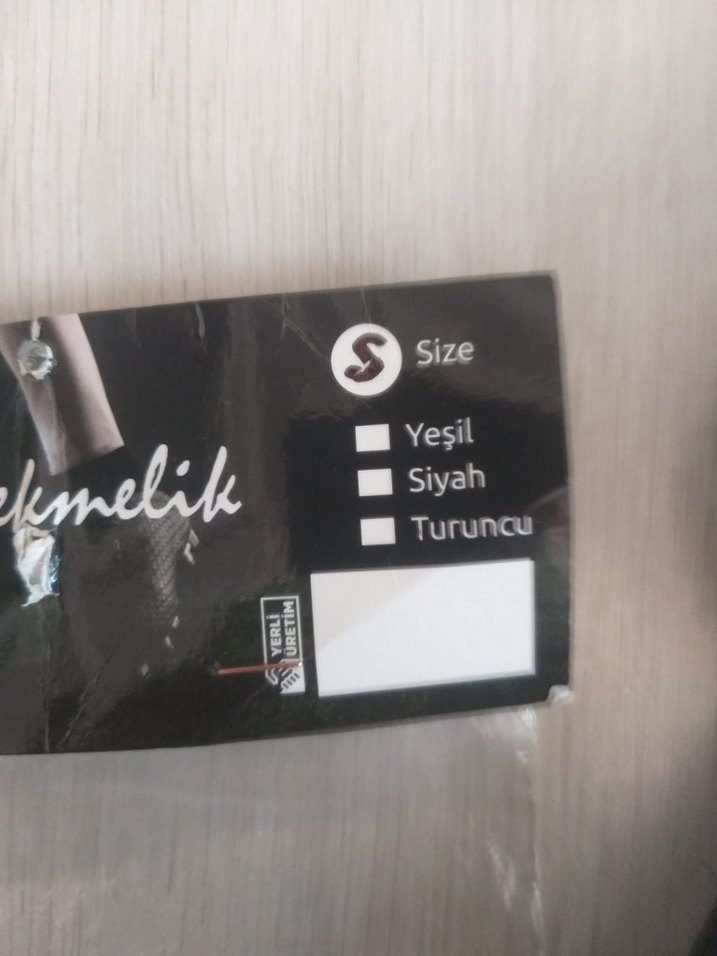 S Size
Yeşil
ekmelik
Siyah
Turuncu
YERLİ
ÜRETİM